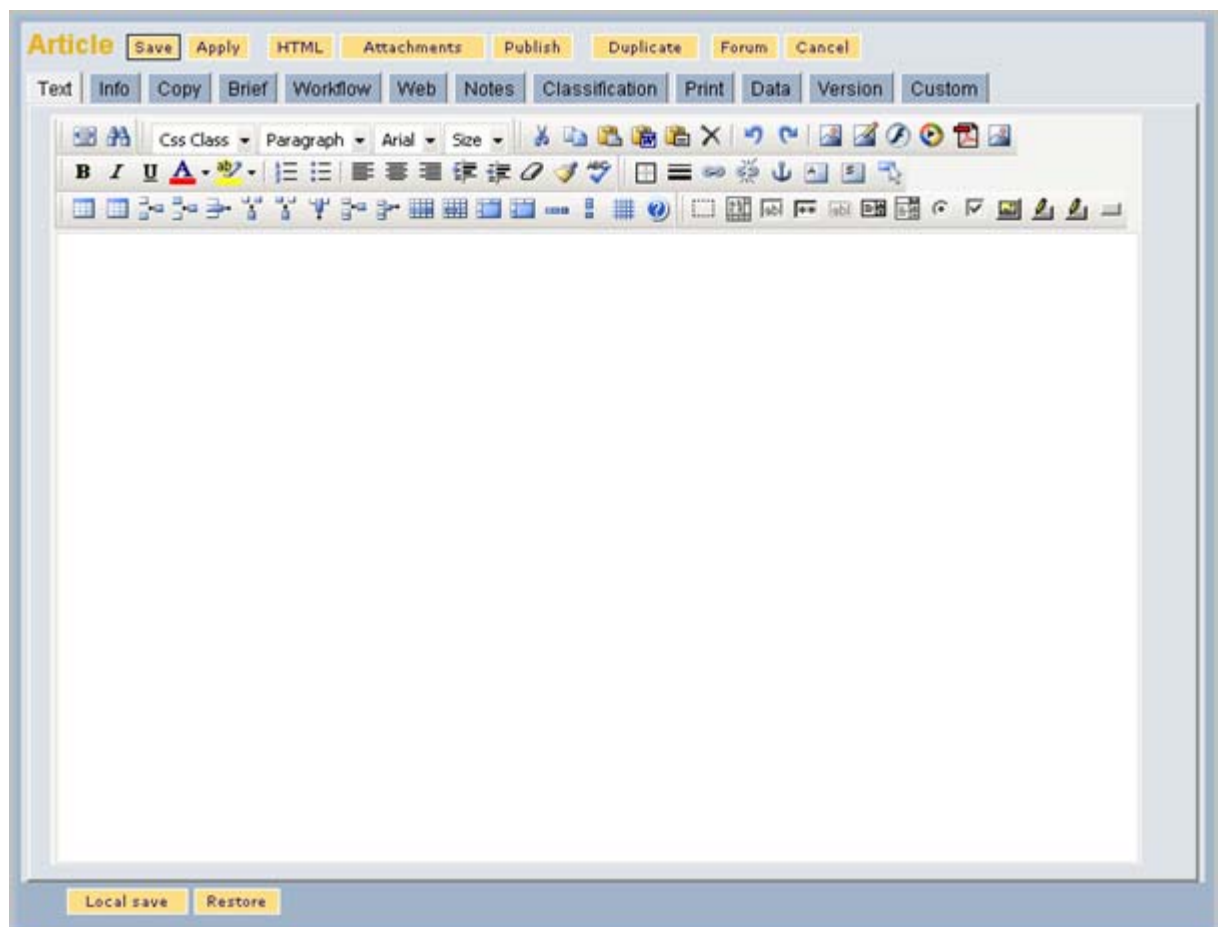 Article Save Apply HTML Attachments Publish Duplicate Forum Cancel
Text Info Copy Brief Workflow Web Notes Classification Print Data Version Custom
Css Class Paragraph Arial Size
B I U A ab
Local save Restore